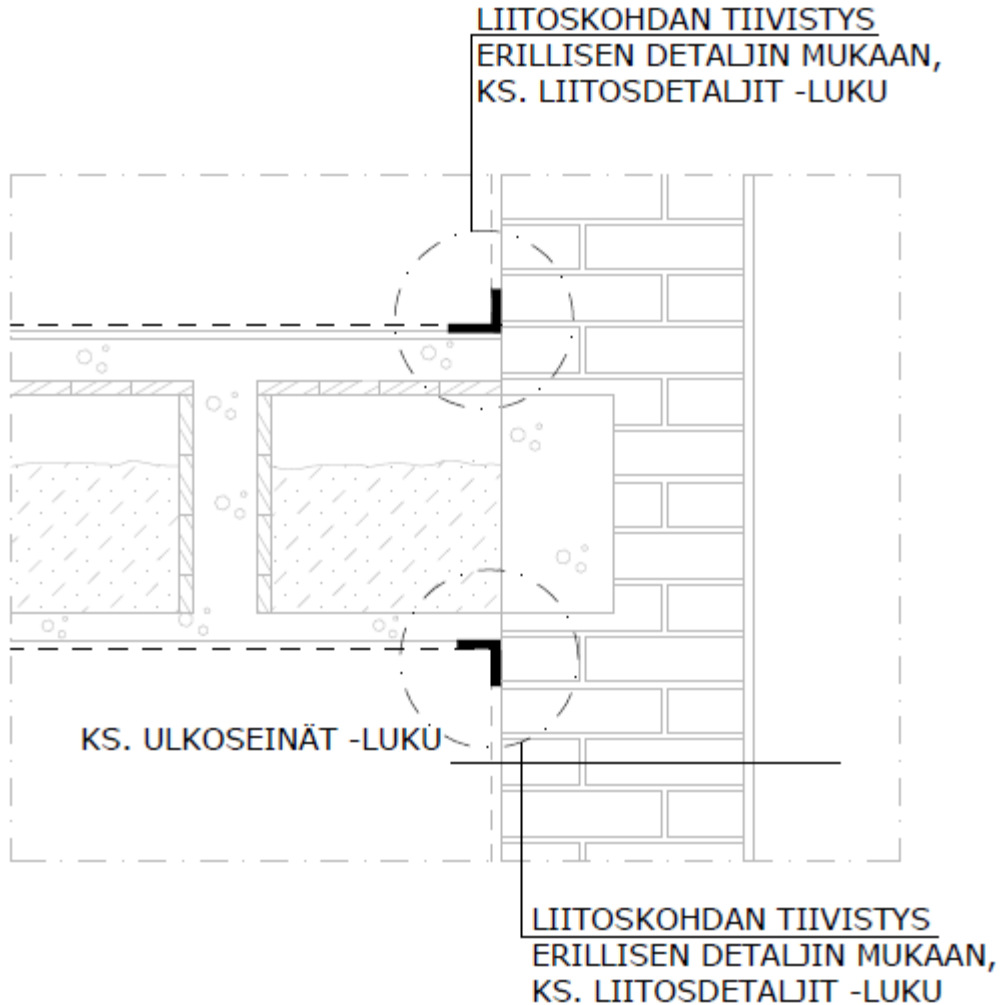 LIITOSKOHDAN TIIVISTYS
ERILLISEN DETALJIN MUKAAN,
KS. LIITOSDETALJIT -LUKU
KS. ULKOSEINÄT -LUKU
LIITOSKOHDAN TIIVISTYS
ERILLISEN DETALJIN MUKAAN,
KS. LIITOSDETALJIT -LUKU